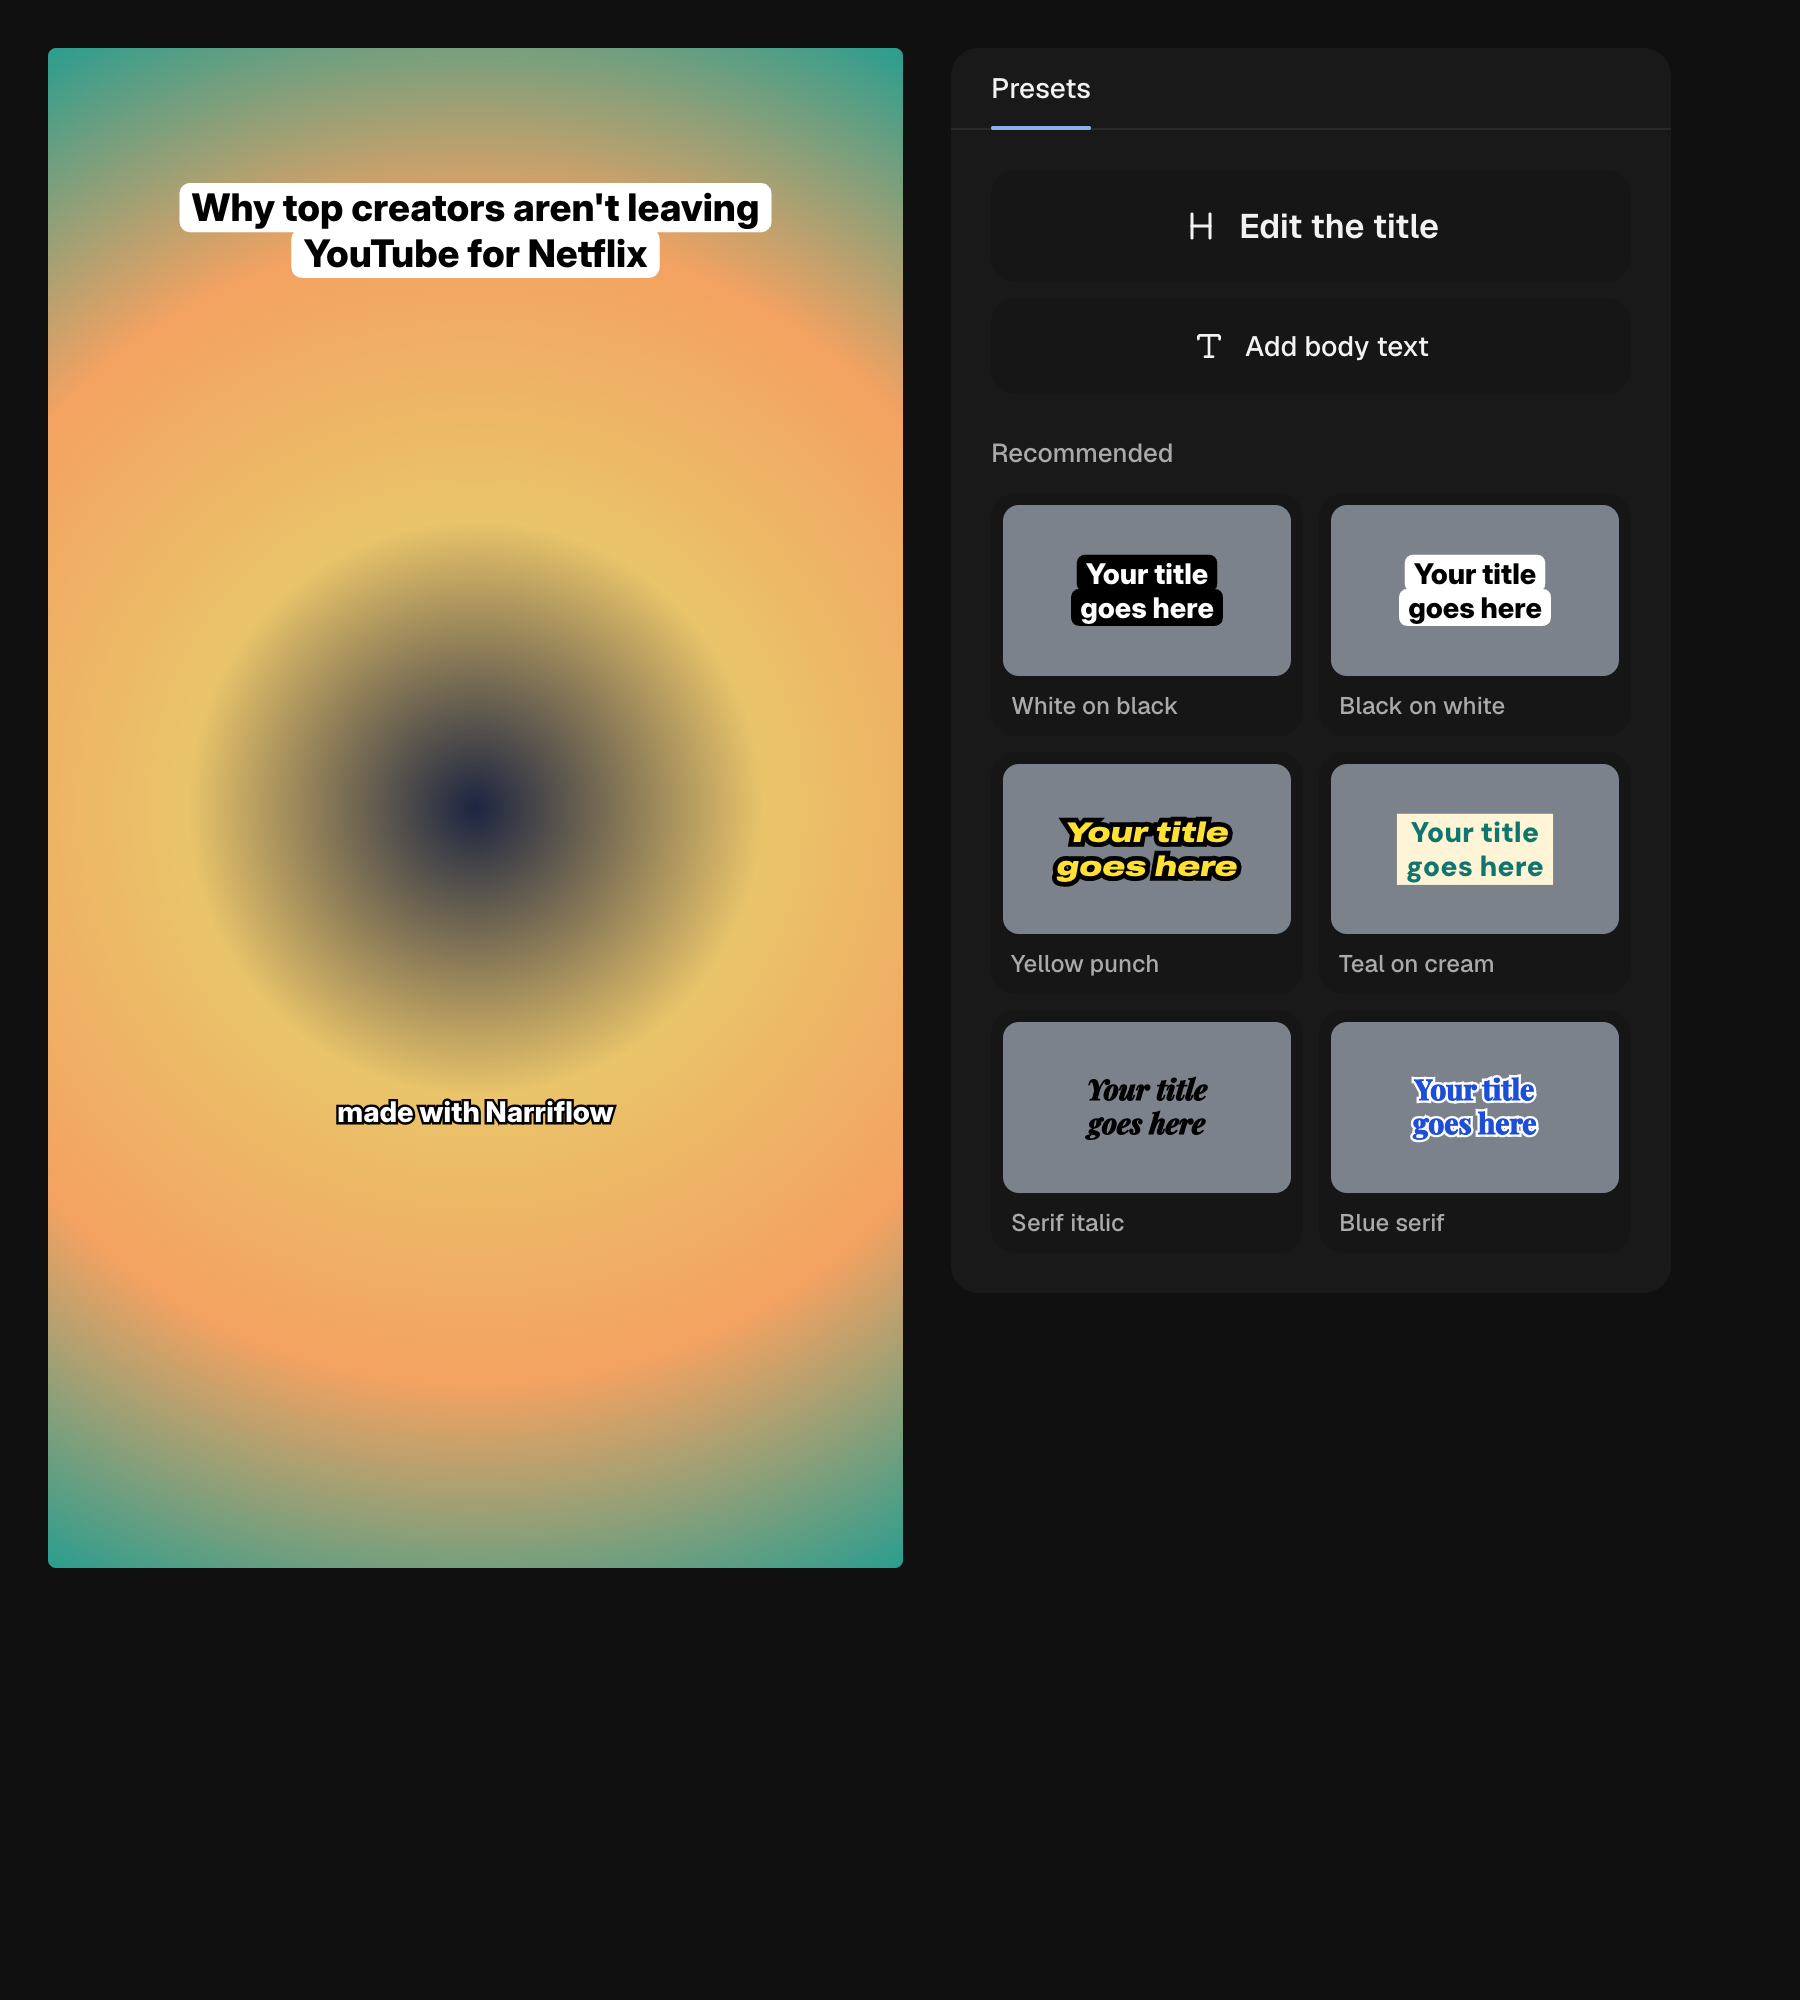 Why top creators aren't leaving
YouTube for Netflix
made with Narriflow
Presets
Edit the title
Add body text
Recommended
Your title
goes here
White on black
Your title
goes here
Black on white
Your title
goes here
Yellow punch
Your title
goes here
Teal on cream
Your title
goes here
Serif italic
Your title
goes here
Blue serif